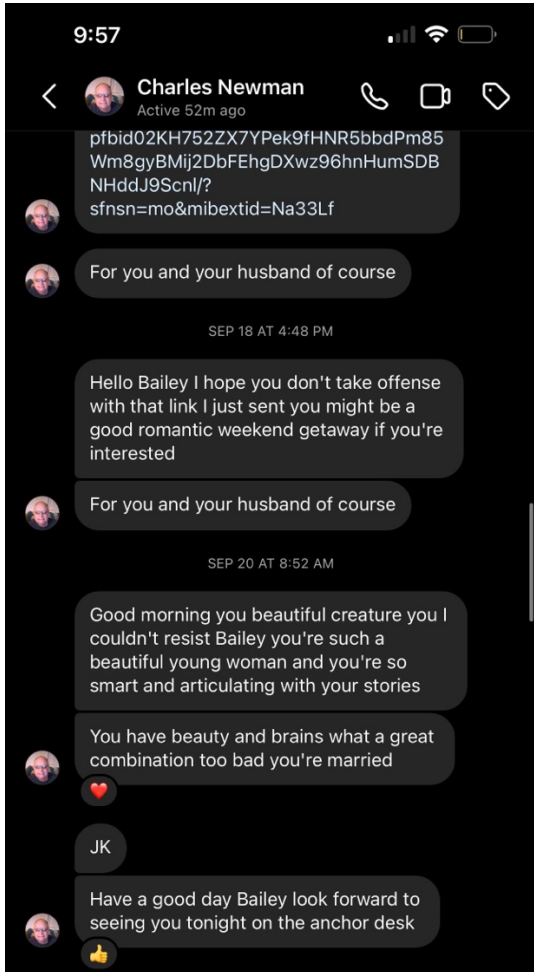 9:57
Charles Newman
Active 52m ago
pfbid02KH752ZX7YPek9fHNR5bbdPm85
Wm8gyBMij2DbFEhgDXwz96hnHumSDB
NHddJ9Scnl/?
sfnsn=mo&mibextid=Na33Lf
For you and your husband of course
SEP 18 AT 4:48 PM
Hello Bailey I hope you don't take offense
with that link I just sent you might be a
good romantic weekend getaway if you're
interested
For you and your husband of course
SEP 20 AT 8:52 AM
Good morning you beautiful creature you I
couldn't resist Bailey you're such a
beautiful young woman and you're so
smart and articulating with your stories
You have beauty and brains what a great
combination too bad you're married
JK
Have a good day Bailey look forward to
seeing you tonight on the anchor desk